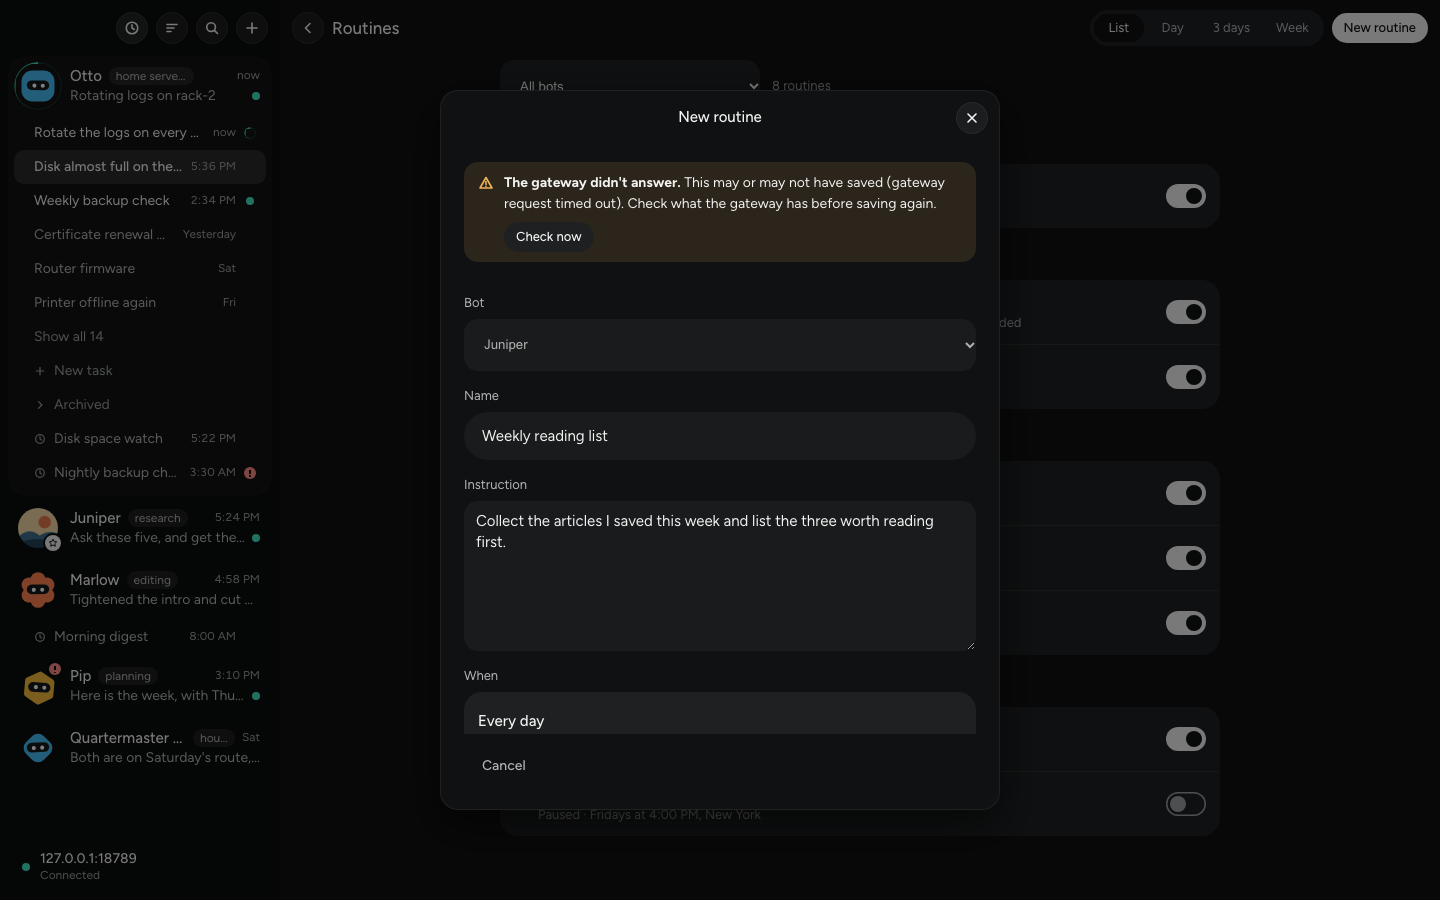 Routines
List
Day
3 days
Week
New routine
Otto
home serve...
now
Rotating logs on rack-2
Rotate the logs on every ...
now
Disk almost full on the...
5:36 PM
Weekly backup check
2:34 PM
Certificate renewal ...
Yesterday
Router firmware
Sat
Printer offline again
Fri
Show all 14
New task
Archived
Disk space watch
5:22 PM
Nightly backup ch...
3:30 AM
Juniper
research
5:24 PM
Ask these five, and get the...
Marlow
editing
4:58 PM
Tightened the intro and cut ...
Morning digest
8:00 AM
Pip
planning
3:10 PM
Here is the week, with Thu...
Quartermaster ...
hou...
Sat
Both are on Saturday's route,...
127.0.0.1:18789
Connected
All bots
8 routines
New routine
The gateway didn't answer. This may or may not have saved (gateway
request timed out). Check what the gateway has before saving again.
Check now
Bot
Juniper
Name
Weekly reading list
Instruction
Collect the articles I saved this week and list the three worth reading
first.
When
Every day
Cancel
Paused · Fridays at 4:00 PM, New York